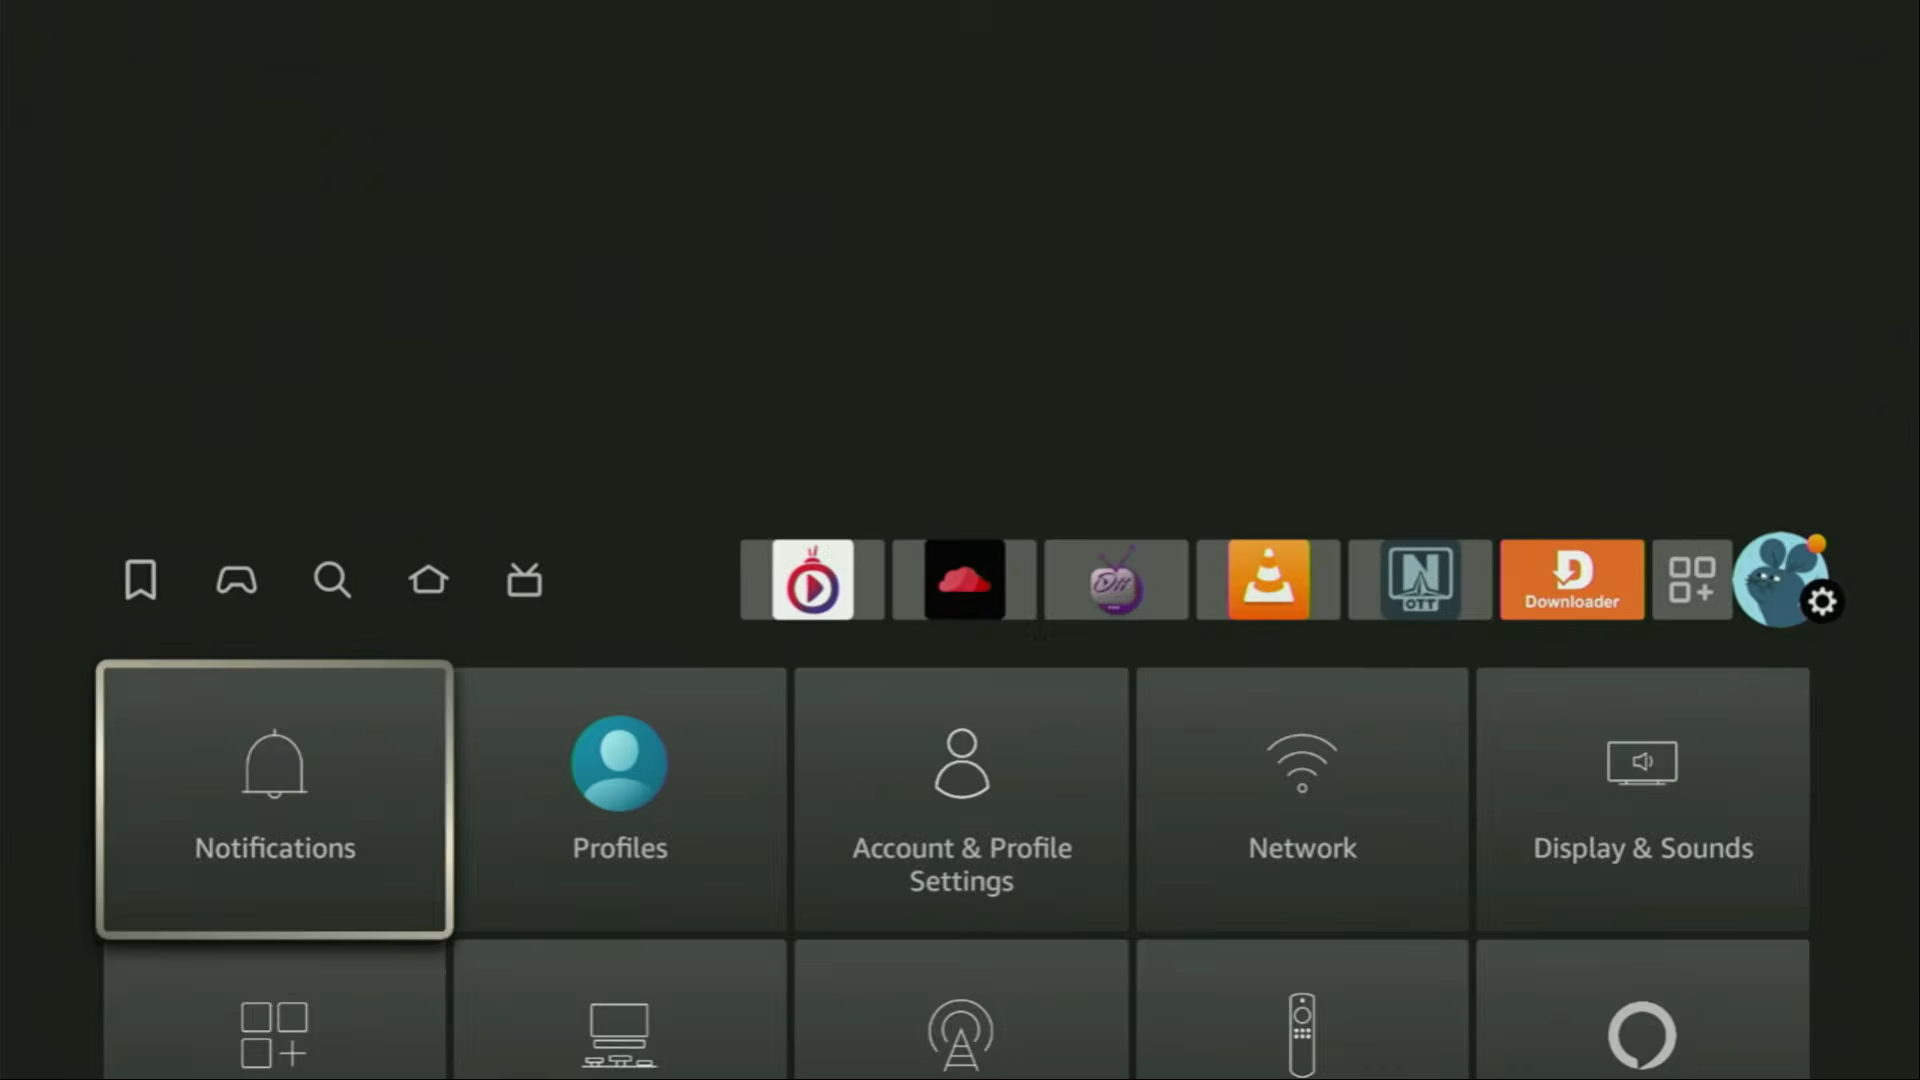 N
OTT
D
Downloader
Notifications
Profiles
Account & Profile
Settings
Network
Display & Sounds